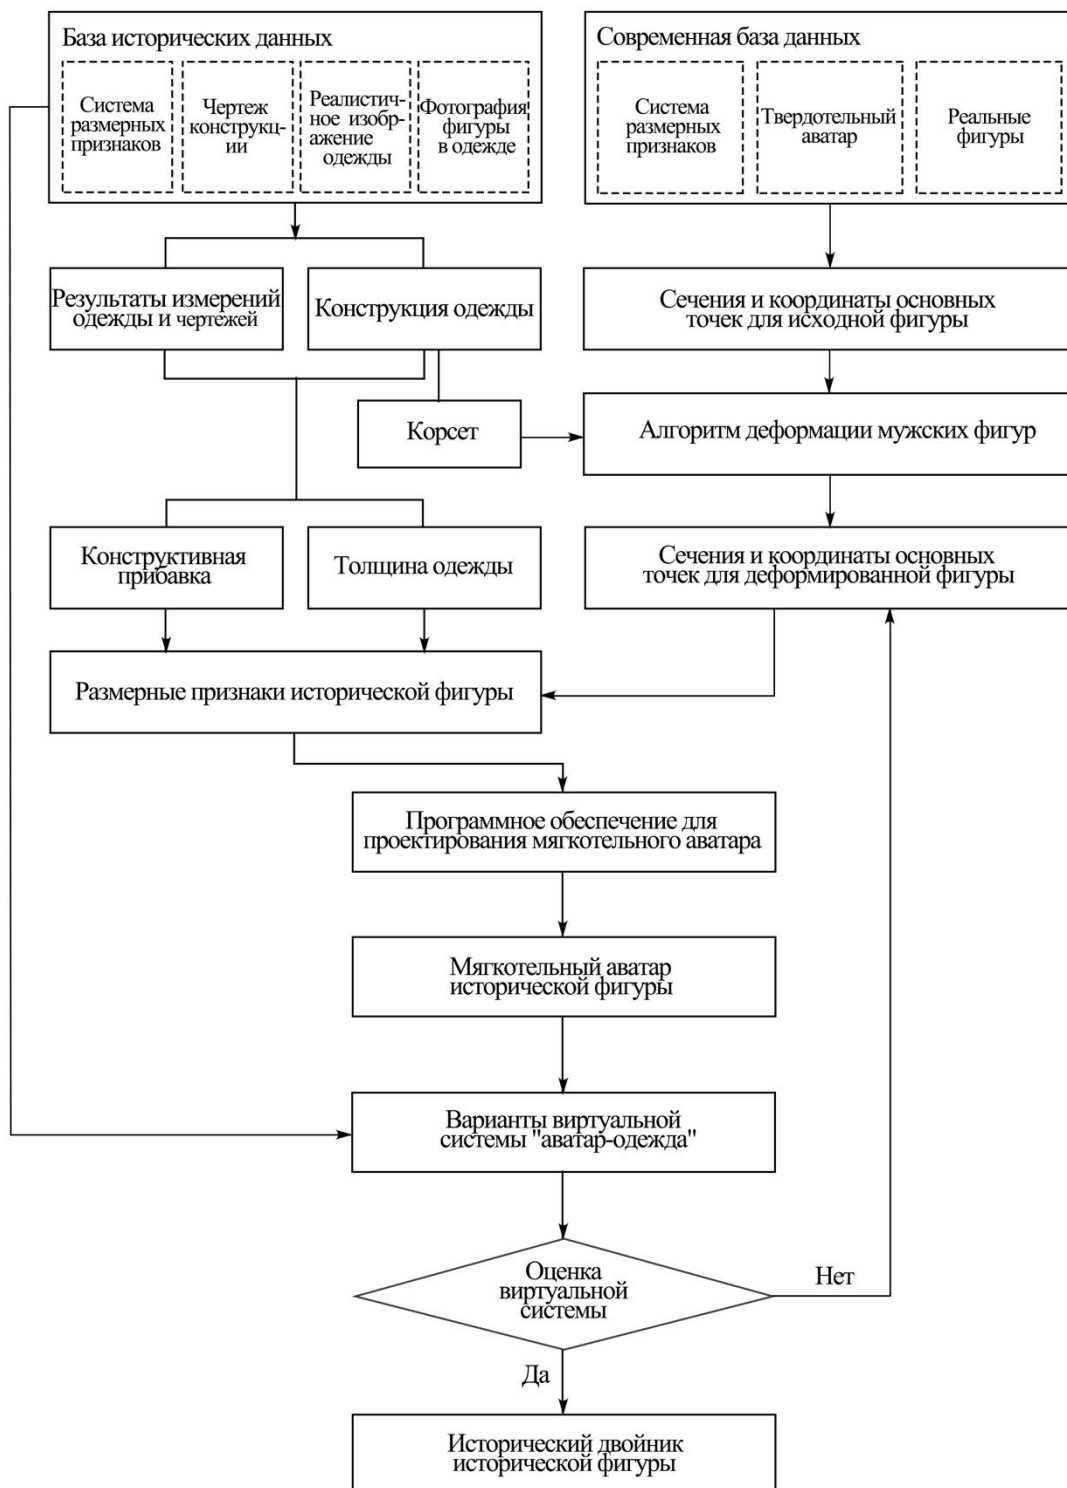 База исторических данных
Система
размерных
признаков
Чертеж
конструкц-
ии
Реалистич-
ное изобр-
ажение
одежды
Фотография
фигуры
в одежде
Современная база данных
Система
размерных
признаков
Твердотельный
аватар
Реальные
фигуры
Результаты измерений
одежды и чертежей
Конструкция одежды
Сечения и координаты основных
точек для исходной фигуры
Корсет
Алгоритм деформации мужских фигур
Конструктивная
прибавка
Толщина одежды
Сечения и координаты основных
точек для деформированной фигуры
Размерные признаки исторической фигуры
Программное обеспечение для
проектирования мягкотельного аватара
Мягкотельный аватар
исторической фигуры
Варианты виртуальной
системы "аватар-одежда"
Оценка
виртуальной
системы
Нет
Да
Исторический двойник
исторической фигуры